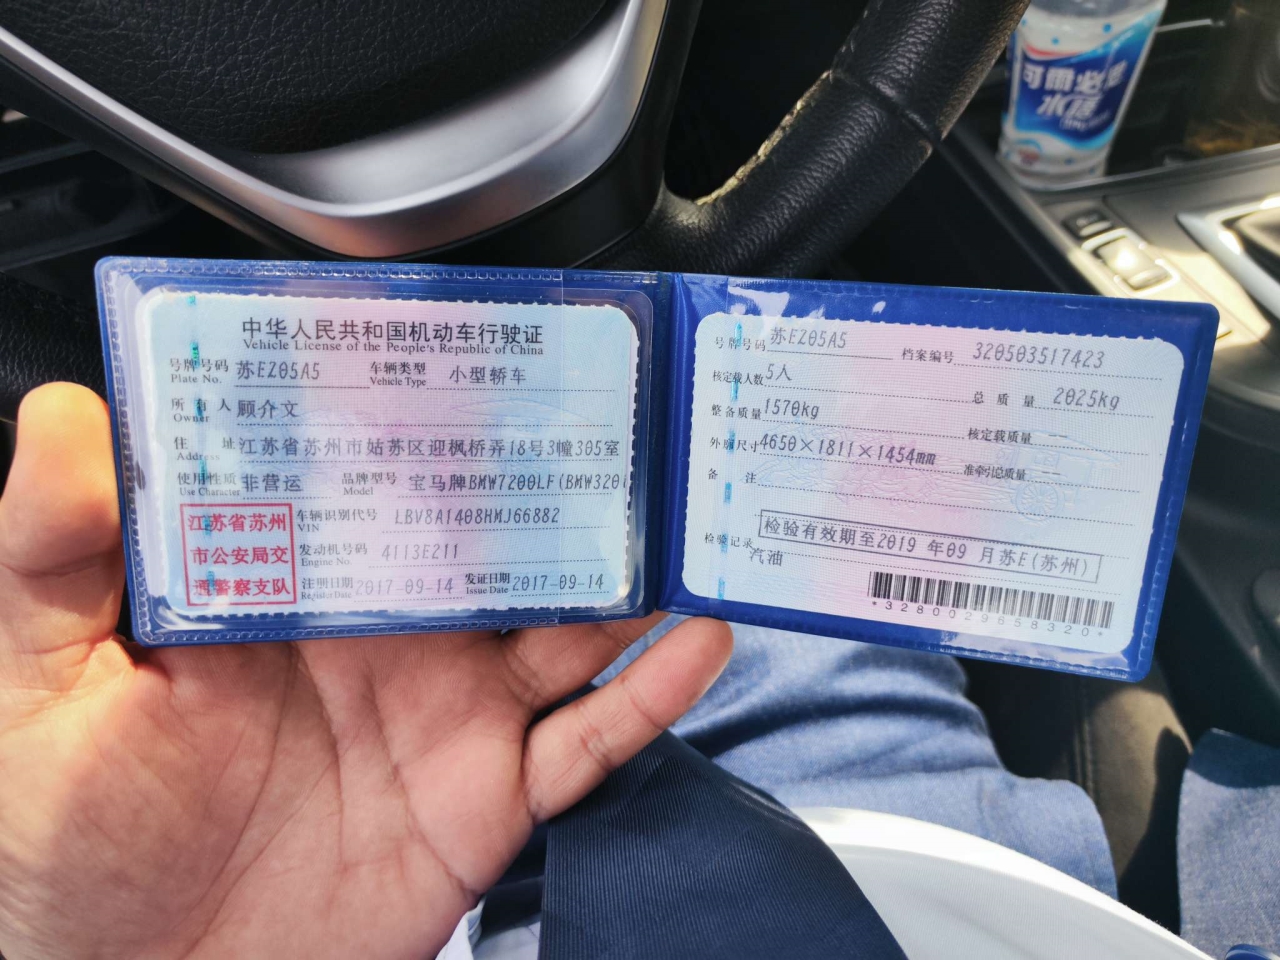 中华人民共和国机动车行驶证
Vehicle License of the People's Republic of China
号牌号码 苏EZ05A5 车辆类型 小型轿车
Plate No. Vehicle Type
所有人 顾介文
Owner
住址 江苏省苏州市姑苏区迎枫桥弄18号3幢305室
Address
使用性质 非营运 品牌型号 宝马牌BMW7200LF(BMW320
Use Character Model
江苏省苏州
市公安局交
通警察支队
车辆识别代号 LBV8A1408HMJ66882
VIN
发动机号码 4113E211
Engine No.
注册日期 2017-09-14 发证日期 2017-09-14
Register Date Issue Date
号牌号码 苏EZ05A5 档案编号 320503517423
核定载人数 5人 总质量 2025kg
整备质量 1570kg 核定载质量 --
外廓尺寸 4650×1811×1454mm 准牵引总质量 --
备注
检验记录 检验有效期至2019年09月苏E(苏州)
汽油
*3280029658320*
可需必
水